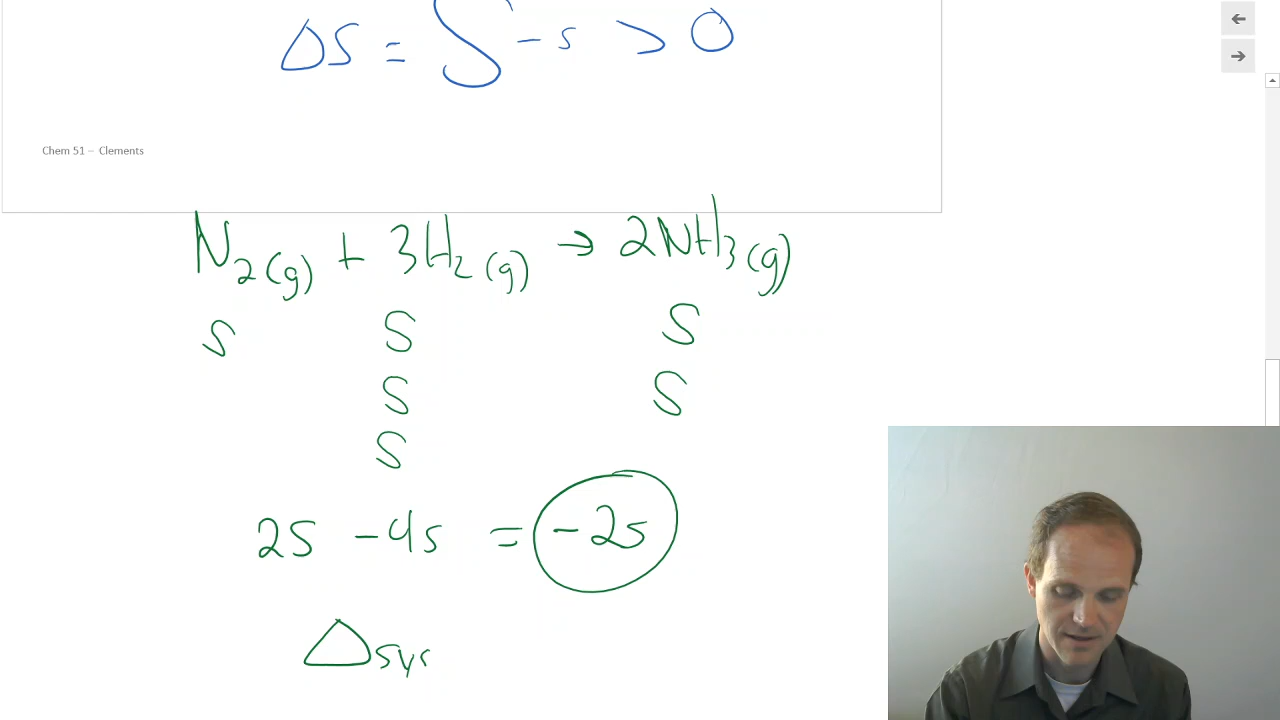 ΔS = S - s > 0
Chem 51 – Clements
N2(g) + 3H2(g) → 2NH3(g)
S S S
S S
S
2S - 4s = -2s
Δsys